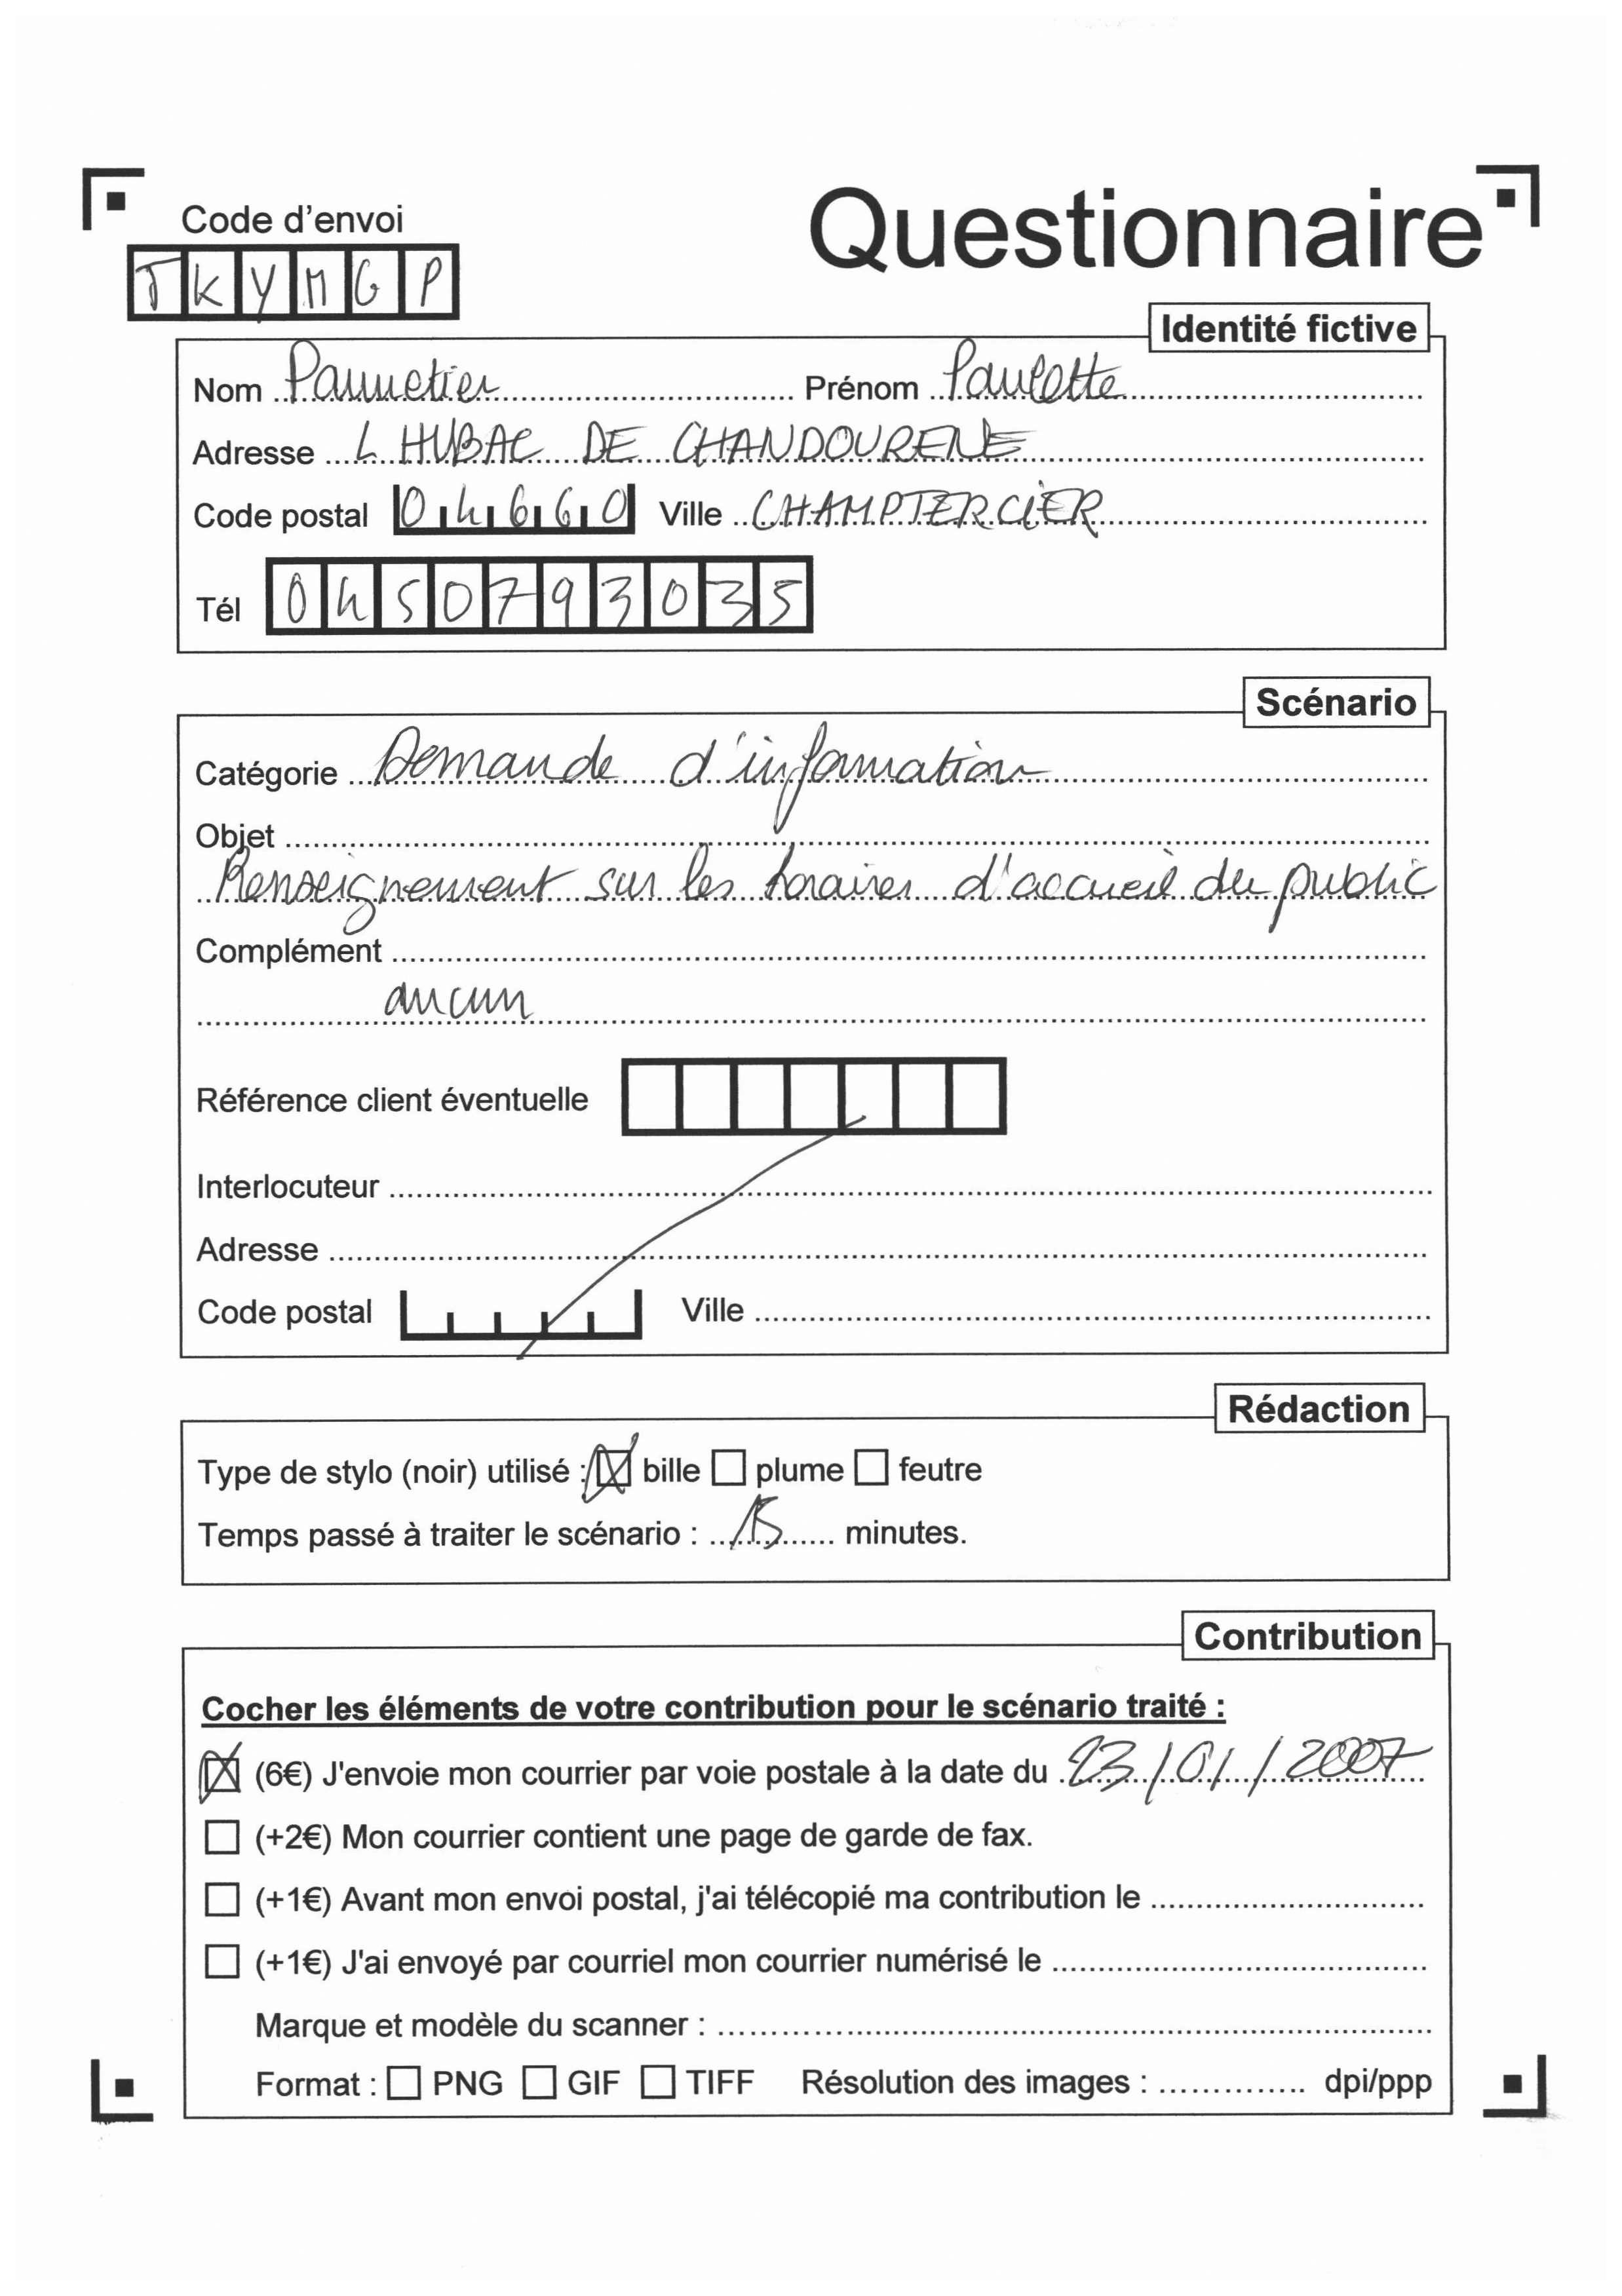 Questionnaire
Code d'envoi
JKYMGP
Identité fictive
Nom Parmetier Prénom Paulette
Adresse L HUBAC DE CHANDOURENE
Code postal 04660 Ville CHAMPTERCIER
Tél 0450793035
Scénario
Catégorie Demande d'information
Objet
Renseignement sur les horaires d'accueil du public
Complément
aucun
Référence client éventuelle
Interlocuteur
Adresse
Code postal Ville
Rédaction
Type de stylo (noir) utilisé : bille plume feutre
Temps passé à traiter le scénario : 15 minutes.
Contribution
Cocher les éléments de votre contribution pour le scénario traité :
(6€) J'envoie mon courrier par voie postale à la date du 23/01/2007
(+2€) Mon courrier contient une page de garde de fax.
(+1€) Avant mon envoi postal, j'ai télécopié ma contribution le
(+1€) J'ai envoyé par courriel mon courrier numérisé le
Marque et modèle du scanner :
Format : PNG GIF TIFF Résolution des images : dpi/ppp